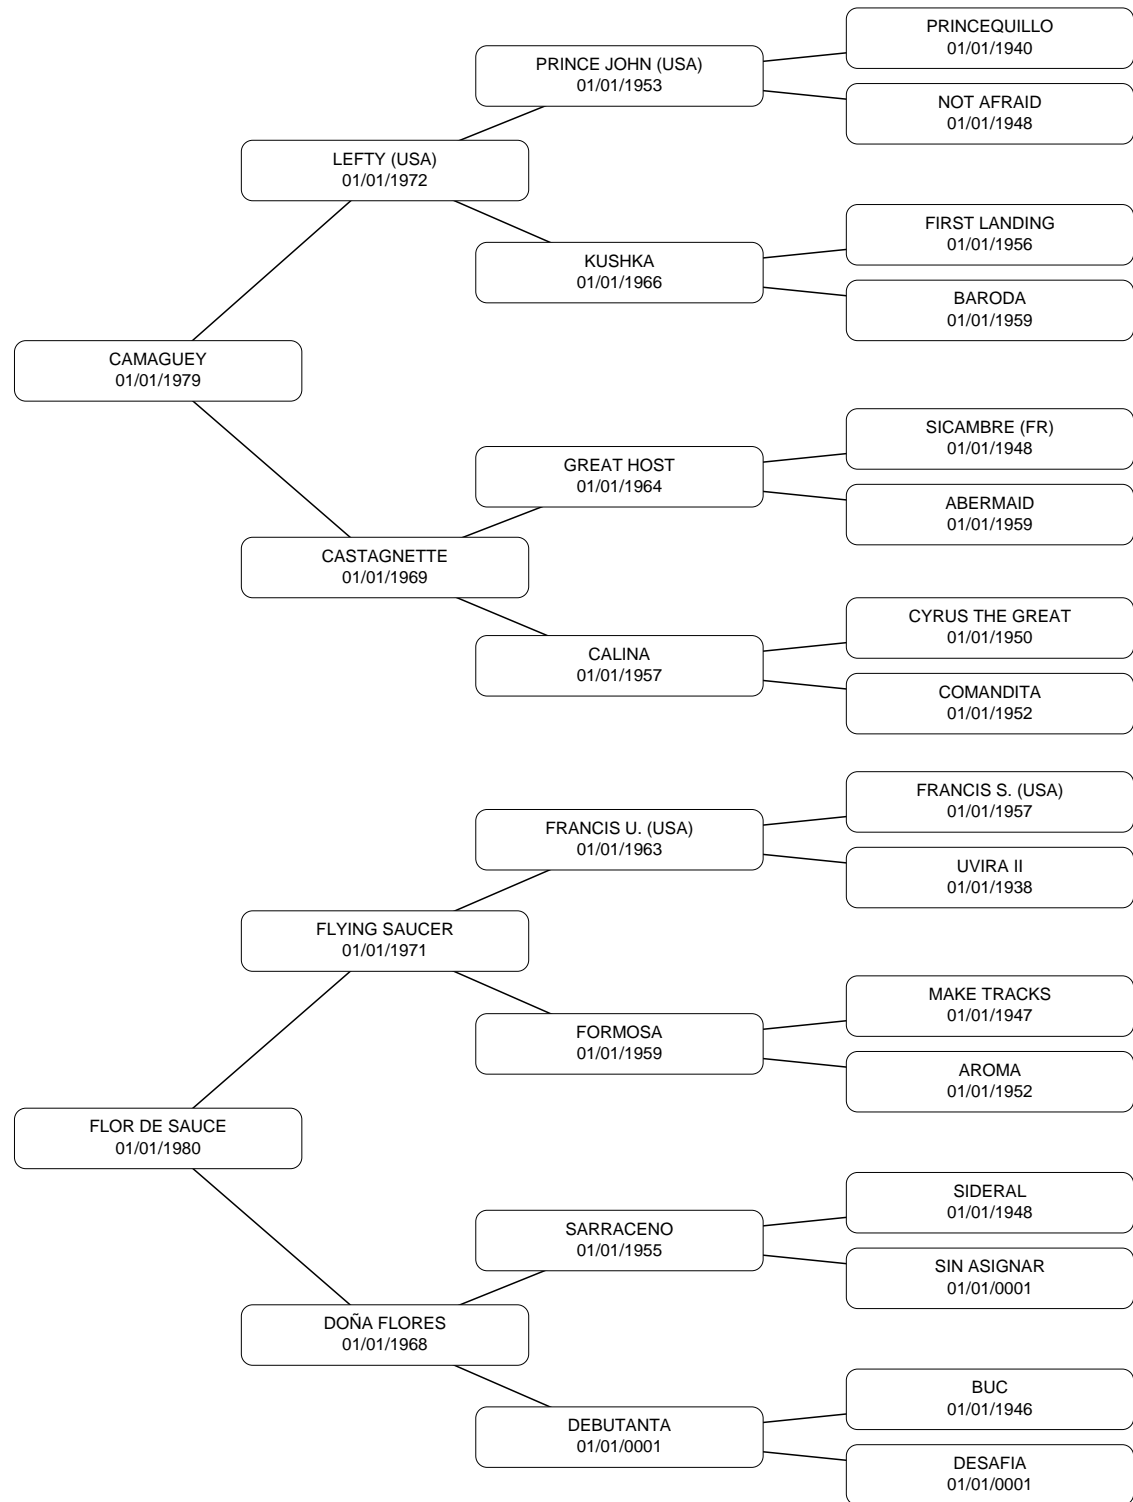 PRINCEQUILLO
01/01/1940
PRINCE JOHN (USA)
01/01/1953
NOT AFRAID
01/01/1948
LEFTY (USA)
01/01/1972
FIRST LANDING
01/01/1956
KUSHKA
01/01/1966
BARODA
01/01/1959
CAMAGUEY
01/01/1979
SICAMBRE (FR)
01/01/1948
GREAT HOST
01/01/1964
ABERMAID
01/01/1959
CASTAGNETTE
01/01/1969
CYRUS THE GREAT
01/01/1950
CALINA
01/01/1957
COMANDITA
01/01/1952
FRANCIS S. (USA)
01/01/1957
FRANCIS U. (USA)
01/01/1963
UVIRA II
01/01/1938
FLYING SAUCER
01/01/1971
MAKE TRACKS
01/01/1947
FORMOSA
01/01/1959
AROMA
01/01/1952
FLOR DE SAUCE
01/01/1980
SIDERAL
01/01/1948
SARRACENO
01/01/1955
SIN ASIGNAR
01/01/0001
DOÑA FLORES
01/01/1968
BUC
01/01/1946
DEBUTANTA
01/01/0001
DESAFIA
01/01/0001